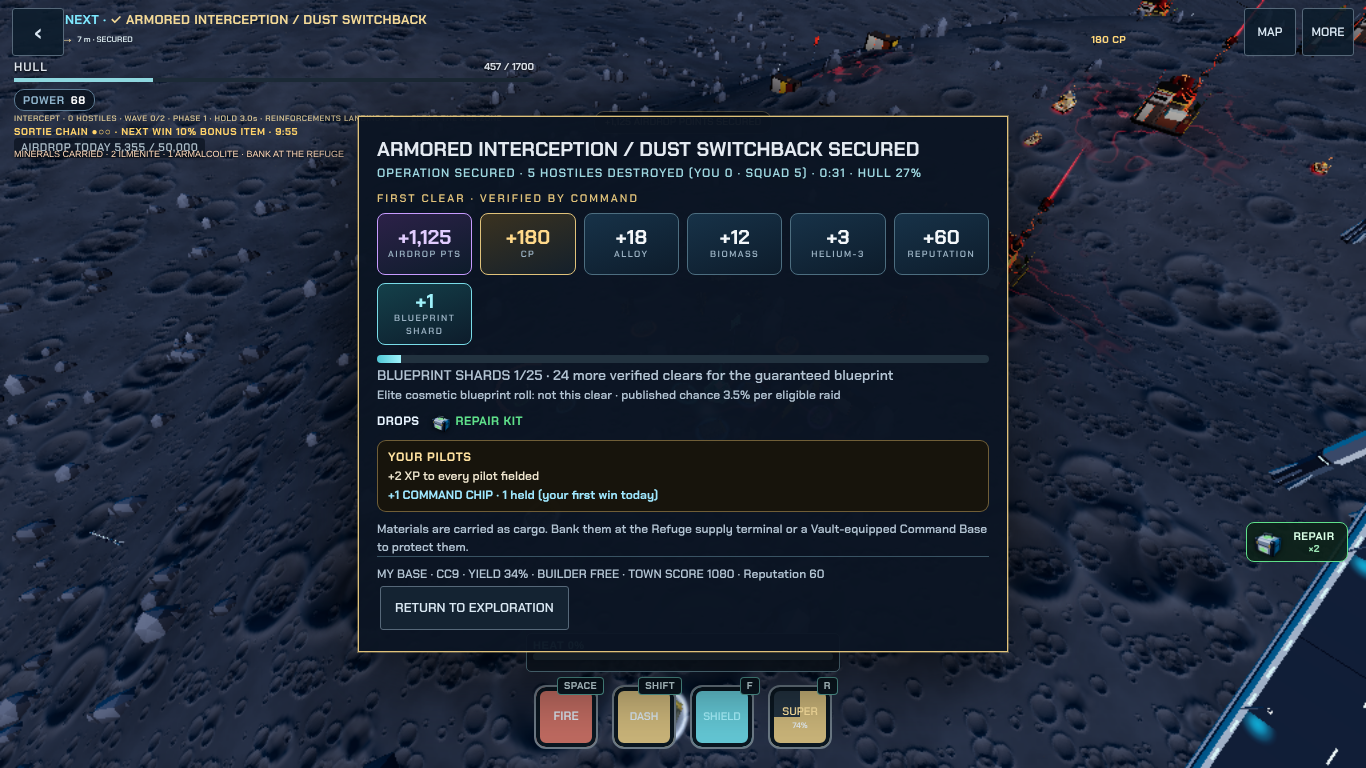 ‹
NEXT · ✓ ARMORED INTERCEPTION / DUST SWITCHBACK
→ 7 m · SECURED
HULL
457 / 1700
POWER 68
INTERCEPT · 0 HOSTILES · WAVE 0/2 · PHASE 1 · HOLD 3.0s · REINFORCEMENTS
SORTIE CHAIN ●○○ · NEXT WIN 10% BONUS ITEM · 9:55
AIRDROP TODAY 5,355 / 50,000
MINERALS CARRIED · 2 ILMENITE · 1 ARMALCOLITE · BANK AT THE REFUGE
180 CP
MAP
MORE
ARMORED INTERCEPTION / DUST SWITCHBACK SECURED
OPERATION SECURED · 5 HOSTILES DESTROYED (YOU 0 · SQUAD 5) · 0:31 · HULL 27%
FIRST CLEAR · VERIFIED BY COMMAND
+1,125
AIRDROP PTS
+180
CP
+18
ALLOY
+12
BIOMASS
+3
HELIUM-3
+60
REPUTATION
+1
BLUEPRINT
SHARD
BLUEPRINT SHARDS 1/25 · 24 more verified clears for the guaranteed blueprint
Elite cosmetic blueprint roll: not this clear · published chance 3.5% per eligible raid
DROPS REPAIR KIT
YOUR PILOTS
+2 XP to every pilot fielded
+1 COMMAND CHIP · 1 held (your first win today)
Materials are carried as cargo. Bank them at the Refuge supply terminal or a Vault-equipped Command Base
to protect them.
MY BASE · CC9 · YIELD 34% · BUILDER FREE · TOWN SCORE 1080 · Reputation 60
RETURN TO EXPLORATION
REPAIR
×2
SPACE
FIRE
SHIFT
DASH
F
SHIELD
R
SUPER
74%